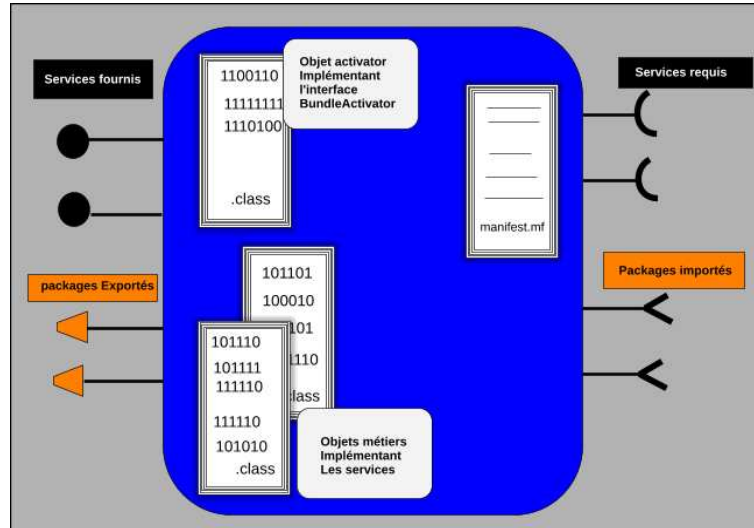 Services fournis
1100110
11111111
1110100
.class
Objet activator
Implémentant
l'interface
BundleActivator
Services requis
manifest.mf
packages Exportés
Packages importés
101101
100010
101
1110
class
101110
101111
111110
111110
101010
.class
Objets métiers
Implémentant
Les services